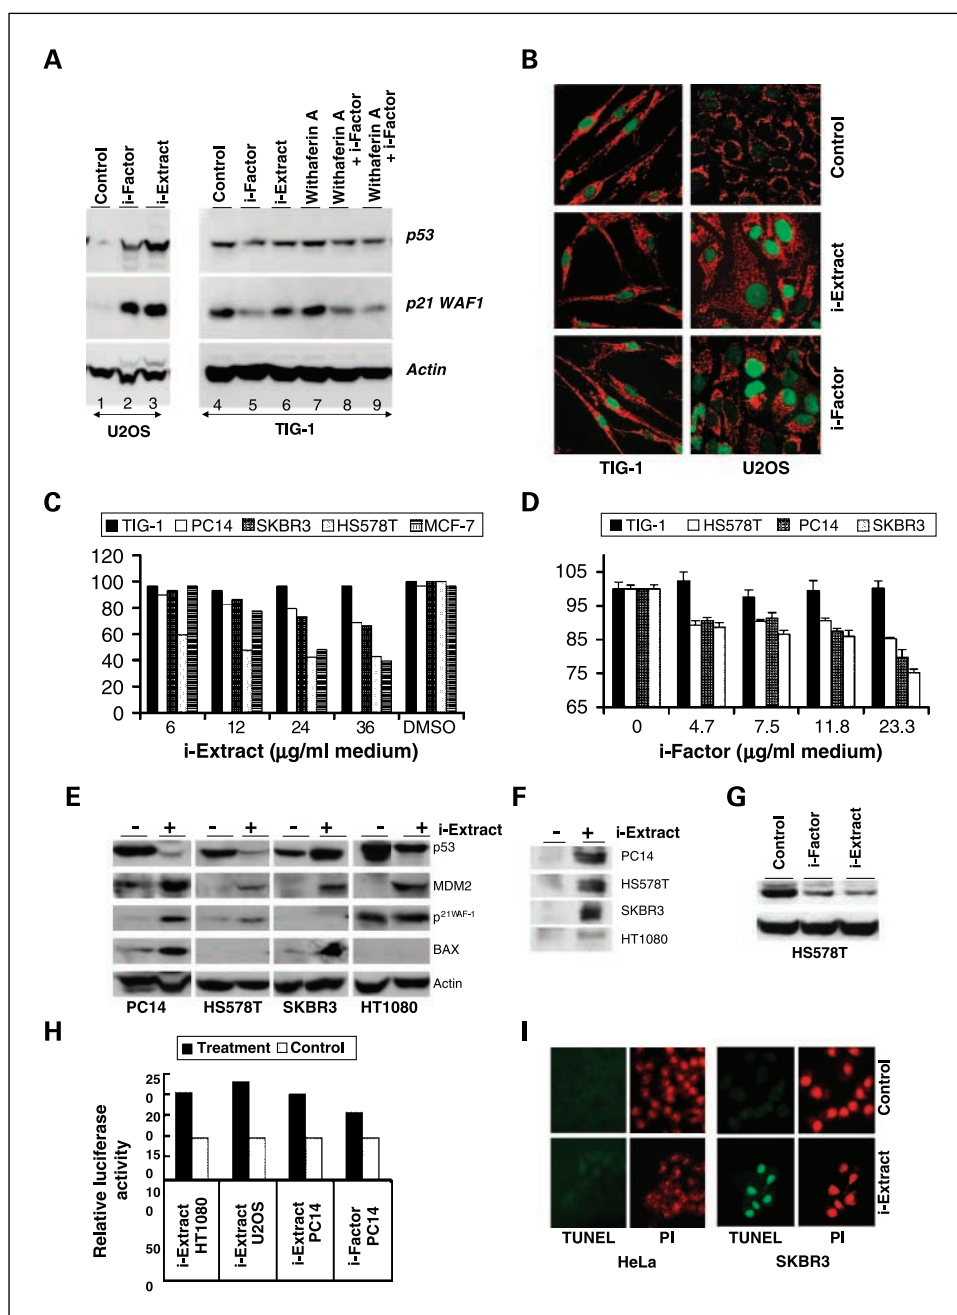 A
Control
i-Factor
i-Extract
Control
i-Factor
i-Extract
Withaferin A
Withaferin A
+ i-Factor
Withaferin A
+ i-Factor
p53
p21 WAF1
Actin
1 2 3 4 5 6 7 8 9
U2OS TIG-1
B
Control
i-Extract
i-Factor
TIG-1 U2OS
C
TIG-1 PC14 SKBR3 HS578T MCF-7
120
100
80
60
40
20
0
6 12 24 36 DMSO
i-Extract (µg/ml medium)
D
TIG-1 HS578T PC14 SKBR3
105
95
85
75
65
0 4.7 7.5 11.8 23.3
i-Factor (µg/ml medium)
E
- + - + - + - + i-Extract
p53
MDM2
p21WAF-1
BAX
Actin
PC14 HS578T SKBR3 HT1080
F
- + i-Extract
PC14
HS578T
SKBR3
HT1080
G
Control
i-Factor
i-Extract
HS578T
H
Treatment Control
Relative luciferase
activity
25
0
20
0
15
0
10
0
50
0
i-Extract
HT1080
i-Extract
U2OS
i-Extract
PC14
i-Factor
PC14
I
Control
i-Extract
TUNEL PI TUNEL PI
HeLa SKBR3